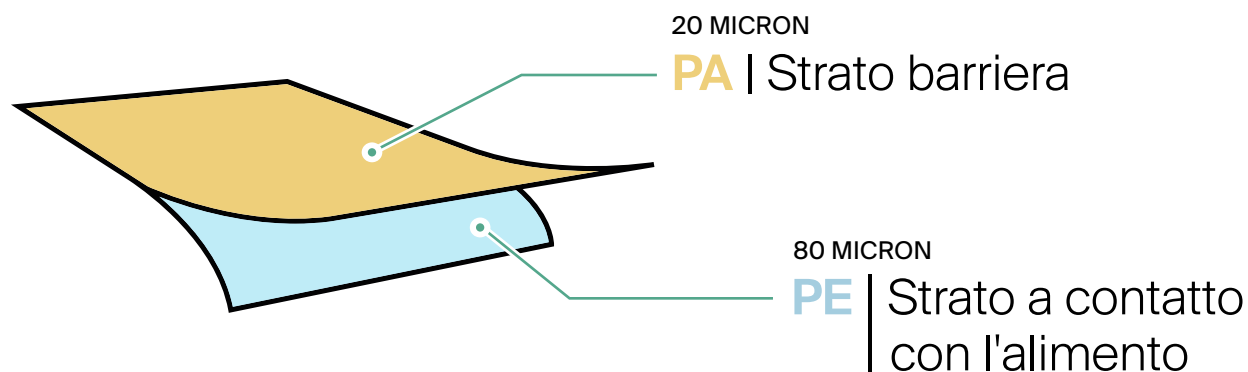 20 MICRON
PA | Strato barriera
80 MICRON
PE | Strato a contatto
con l'alimento